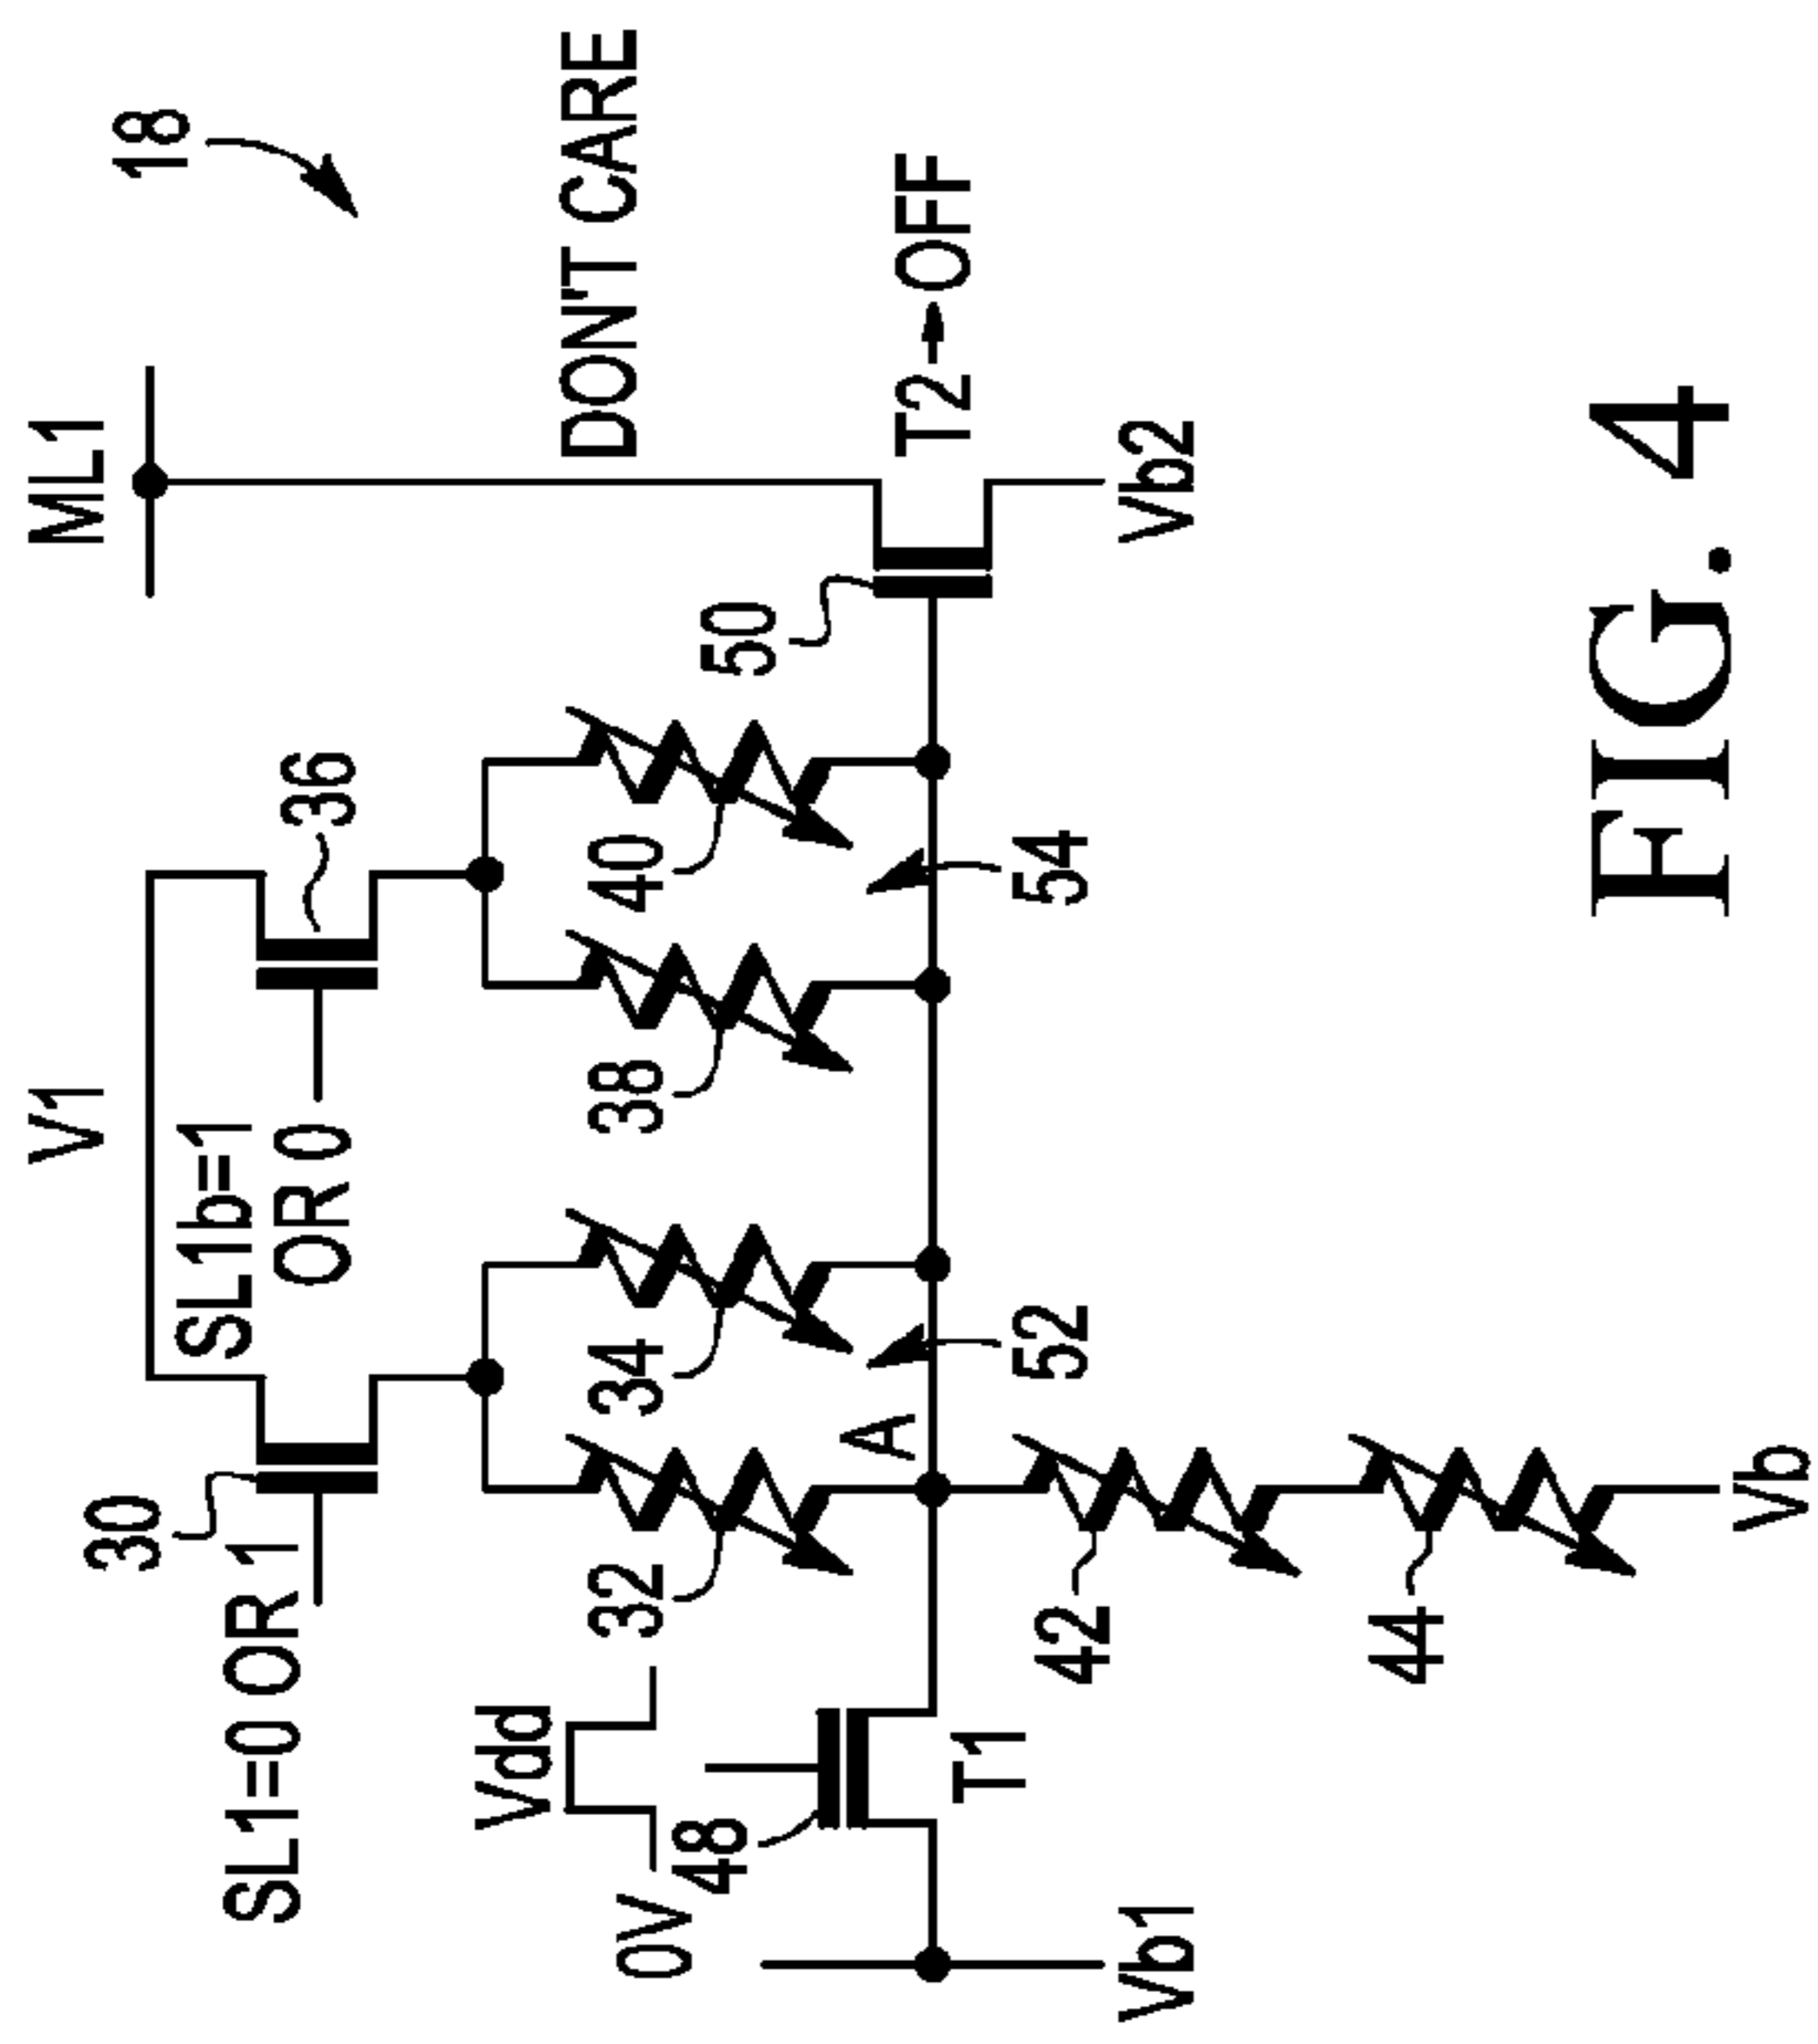 18
ML1
V1
30
SL1=0 OR 1
SL1b=1
OR 0
36
DON'T CARE
Vdd
0V
48
32
34
38
40
50
T2→OFF
A
T1
52
54
42
44
Vb1
Vb2
Vb
FIG. 4